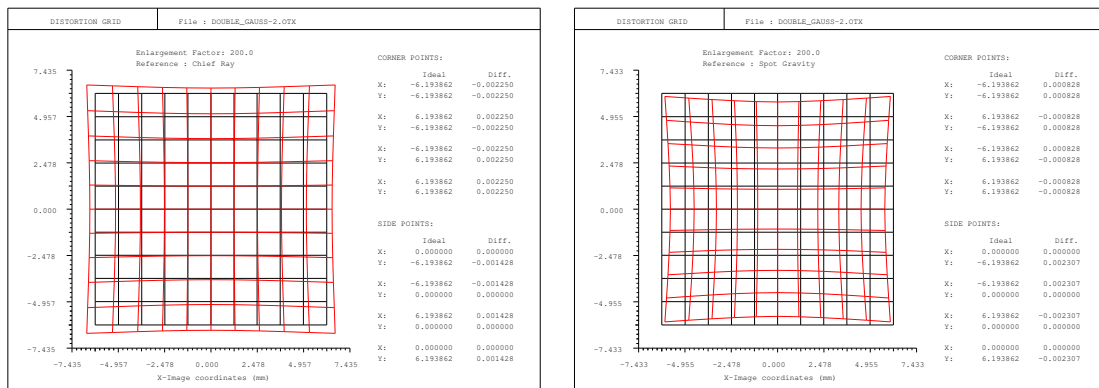 DISTORTION GRID File : DOUBLE_GAUSS-2.OTX
Enlargement Factor: 200.0
Reference : Chief Ray
7.435
4.957
2.478
0.000
-2.478
-4.957
-7.435
-7.435 -4.957 -2.478 0.000 2.478 4.957 7.435
X-Image coordinates (mm)
CORNER POINTS:
Ideal Diff.
X: -6.193862 -0.002250
Y: -6.193862 -0.002250
X: 6.193862 0.002250
Y: -6.193862 -0.002250
X: -6.193862 -0.002250
Y: 6.193862 0.002250
X: 6.193862 0.002250
Y: 6.193862 0.002250
SIDE POINTS:
Ideal Diff.
X: 0.000000 0.000000
Y: -6.193862 -0.001428
X: -6.193862 -0.001428
Y: 0.000000 0.000000
X: 6.193862 0.001428
Y: 0.000000 0.000000
X: 0.000000 0.000000
Y: 6.193862 0.001428
DISTORTION GRID File : DOUBLE_GAUSS-2.OTX
Enlargement Factor: 200.0
Reference : Spot Gravity
7.433
4.955
2.478
0.000
-2.478
-4.955
-7.433
-7.433 -4.955 -2.478 0.000 2.478 4.955 7.433
X-Image coordinates (mm)
CORNER POINTS:
Ideal Diff.
X: -6.193862 0.000828
Y: -6.193862 0.000828
X: 6.193862 -0.000828
Y: -6.193862 0.000828
X: -6.193862 0.000828
Y: 6.193862 -0.000828
X: 6.193862 -0.000828
Y: 6.193862 -0.000828
SIDE POINTS:
Ideal Diff.
X: 0.000000 0.000000
Y: -6.193862 0.002307
X: -6.193862 0.002307
Y: 0.000000 0.000000
X: 6.193862 -0.002307
Y: 0.000000 0.000000
X: 0.000000 0.000000
Y: 6.193862 -0.002307